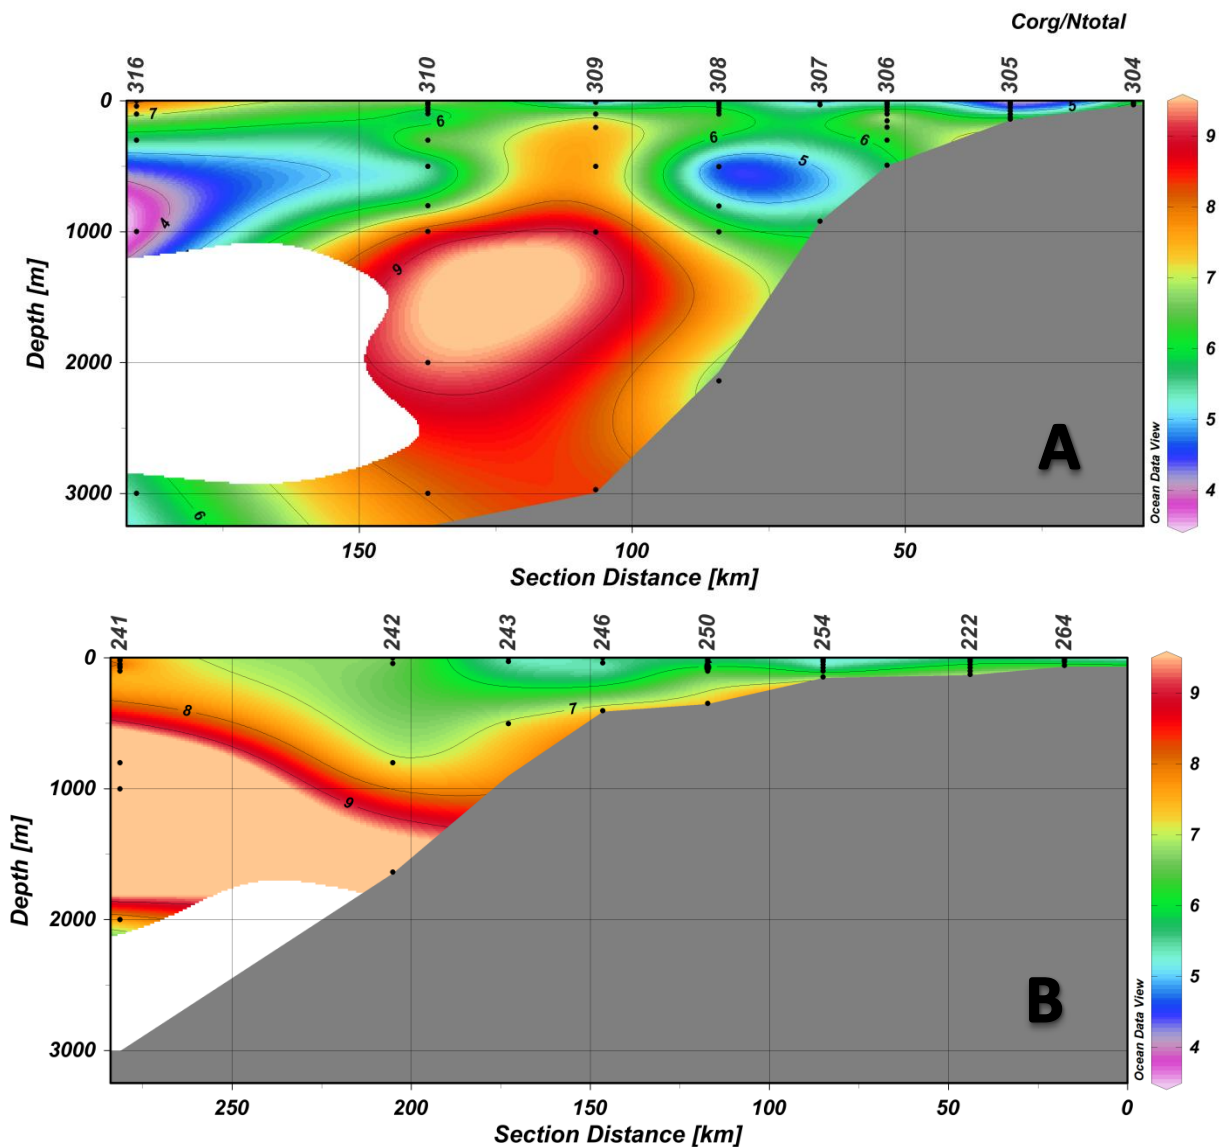 Corg/Ntotal
316 310 309 308 307 306 305 304
0
1000
2000
3000
Depth [m]
7 6 6 6 5 5
4
9
6
A
Ocean Data View
9
8
7
6
5
4
150 100 50
Section Distance [km]
241 242 243 246 250 254 222 264
0
1000
2000
3000
Depth [m]
8 7
9
B
Ocean Data View
9
8
7
6
5
4
250 200 150 100 50 0
Section Distance [km]